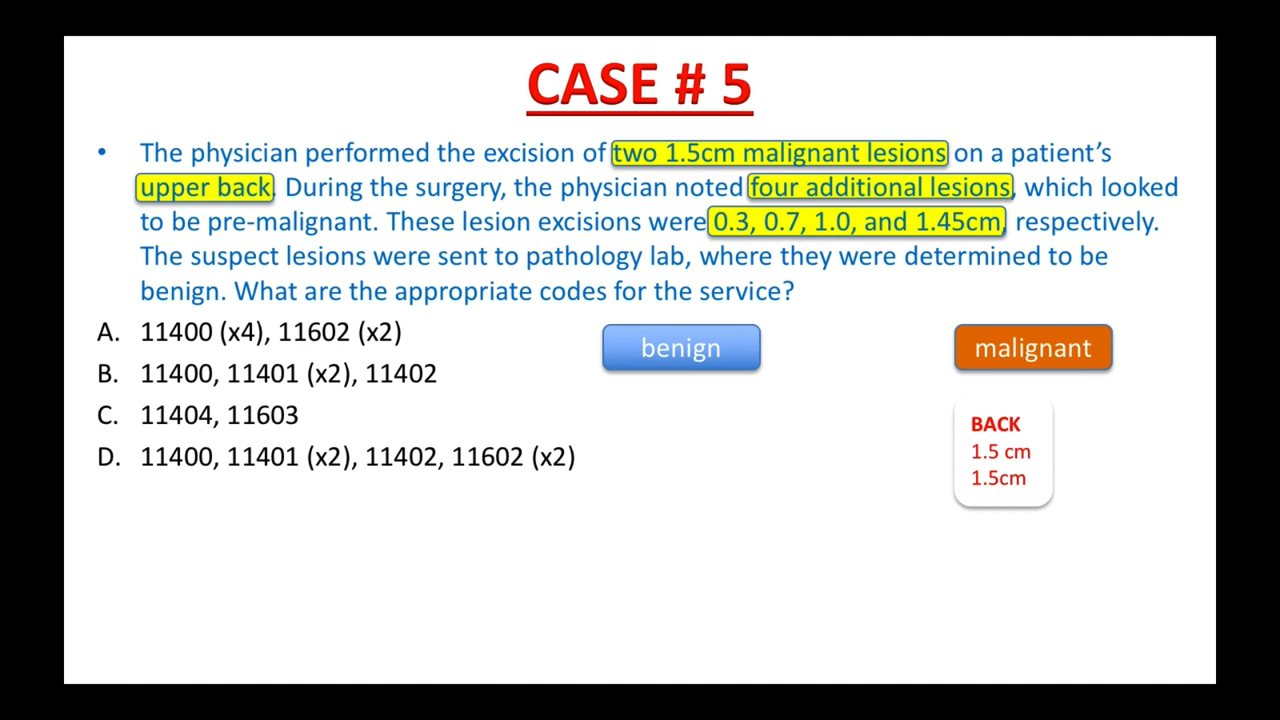 CASE # 5
• The physician performed the excision of two 1.5cm malignant lesions on a patient’s
upper back. During the surgery, the physician noted four additional lesions, which looked
to be pre-malignant. These lesion excisions were 0.3, 0.7, 1.0, and 1.45cm, respectively.
The suspect lesions were sent to pathology lab, where they were determined to be
benign. What are the appropriate codes for the service?
A. 11400 (x4), 11602 (x2)
B. 11400, 11401 (x2), 11402
C. 11404, 11603
D. 11400, 11401 (x2), 11402, 11602 (x2)
benign
malignant
BACK
1.5 cm
1.5cm